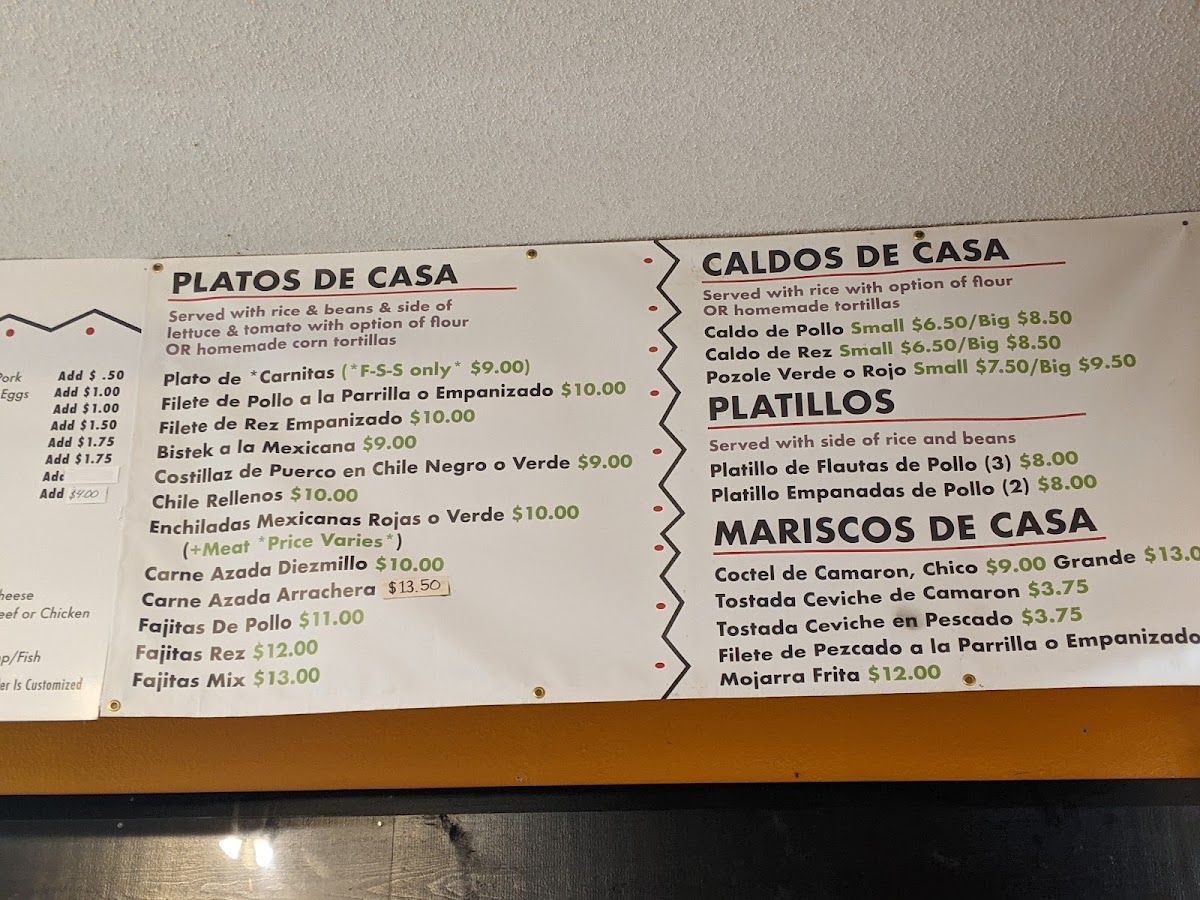 Pork Add $ .50
Eggs Add $1.00
Add $1.00
Add $1.50
Add $1.75
Add $1.75
Add $4.00
or Chicken
/Fish
Is Customized
PLATOS DE CASA
Served with rice & beans & side of
lettuce & tomato with option of flour
OR homemade corn tortillas
Plato de *Carnitas (*F-S-S only* $9.00)
Filete de Pollo a la Parrilla o Empanizado $10.00
Filete de Rez Empanizado $10.00
Bistek a la Mexicana $9.00
Costillaz de Puerco en Chile Negro o Verde $9.00
Chile Rellenos $10.00
Enchiladas Mexicanas Rojas o Verde $10.00
(+Meat *Price Varies*)
Carne Azada Diezmillo $10.00
Carne Azada Arrachera $13.50
Fajitas De Pollo $11.00
Fajitas Rez $12.00
Fajitas Mix $13.00
CALDOS DE CASA
Served with rice with option of flour
OR homemade tortillas
Caldo de Pollo Small $6.50/Big $8.50
Caldo de Rez Small $6.50/Big $8.50
Pozole Verde o Rojo Small $7.50/Big $9.50
PLATILLOS
Served with side of rice and beans
Platillo de Flautas de Pollo (3) $8.00
Platillo Empanadas de Pollo (2) $8.00
MARISCOS DE CASA
Coctel de Camaron, Chico $9.00 Grande $13.0
Tostada Ceviche de Camaron $3.75
Tostada Ceviche en Pescado $3.75
Filete de Pezcado a la Parrilla o Empanizado
Mojarra Frita $12.00